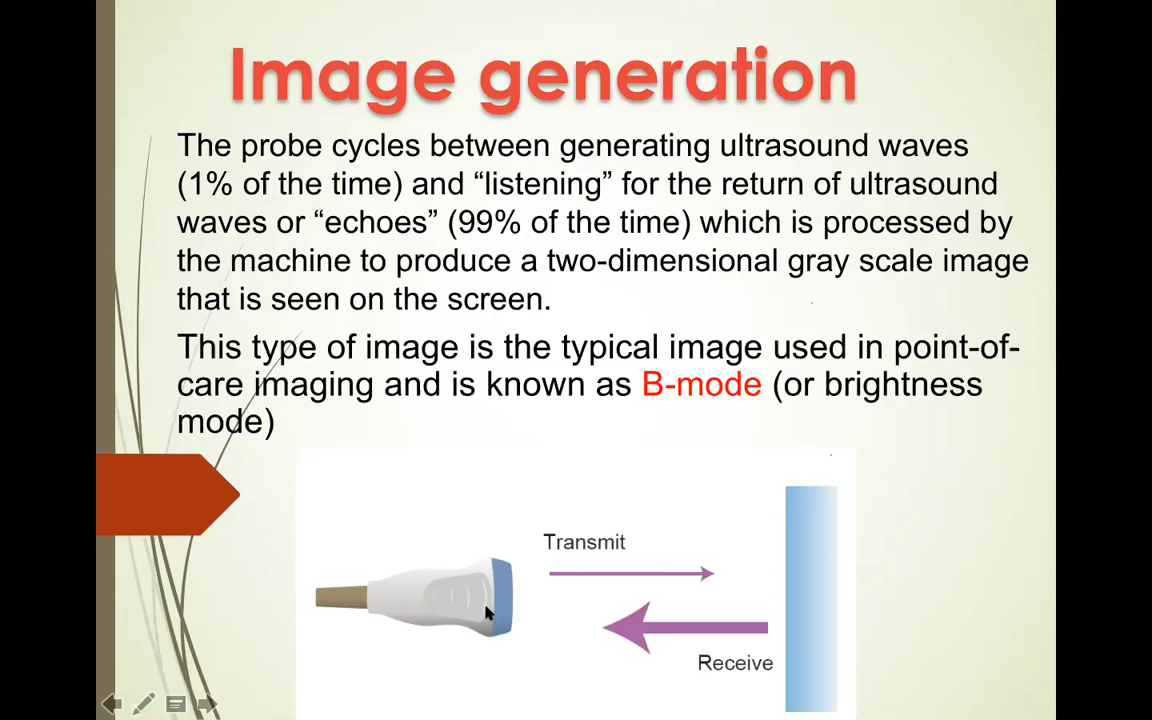 Image generation
The probe cycles between generating ultrasound waves
(1% of the time) and “listening” for the return of ultrasound
waves or “echoes” (99% of the time) which is processed by
the machine to produce a two-dimensional gray scale image
that is seen on the screen.
This type of image is the typical image used in point-of-
care imaging and is known as B-mode (or brightness
mode)
Transmit
Receive